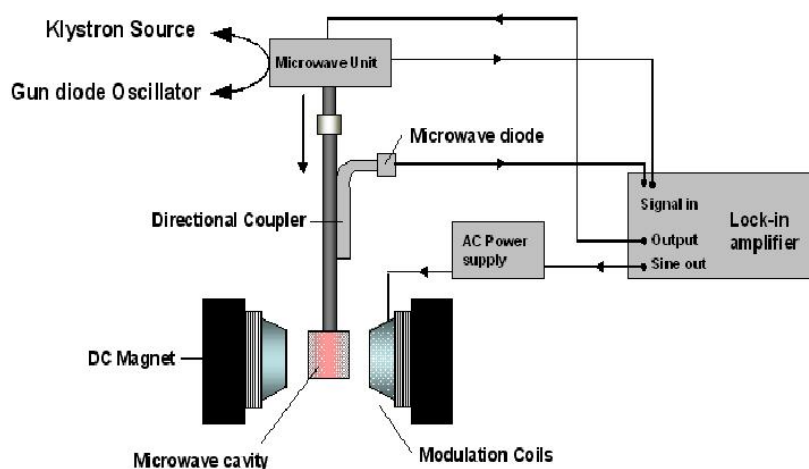 Klystron Source
Microwave Unit
Gun diode Oscillator
Microwave diode
Signal in
Directional Coupler
Lock-in
amplifier
AC Power
supply
Output
Sine out
DC Magnet
Microwave cavity
Modulation Coils